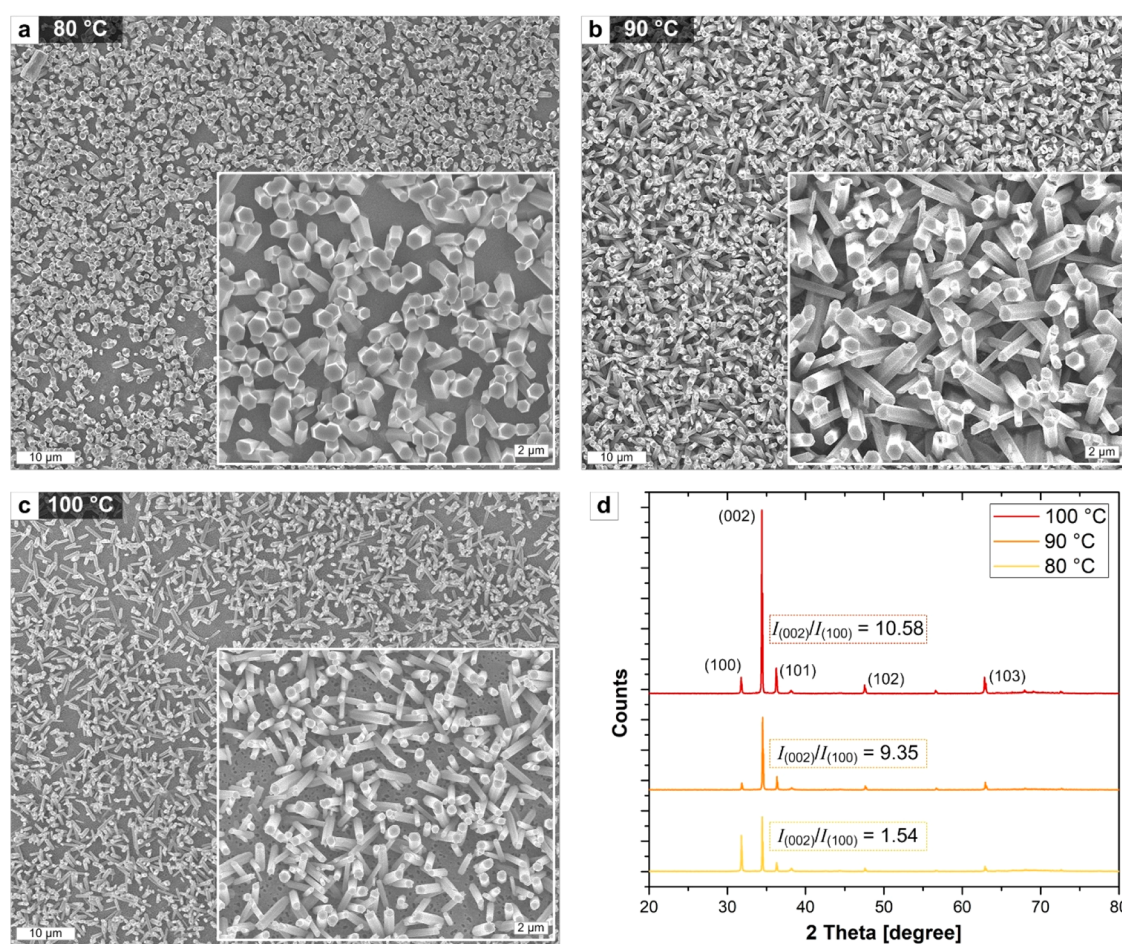 a 80 °C
10 µm
2 µm
b 90 °C
10 µm
2 µm
c 100 °C
10 µm
2 µm
d
100 °C
90 °C
80 °C
(002)
I(002)/I(100) = 10.58
(100)
(101)
(102)
(103)
I(002)/I(100) = 9.35
I(002)/I(100) = 1.54
Counts
20 30 40 50 60 70 80
2 Theta [degree]